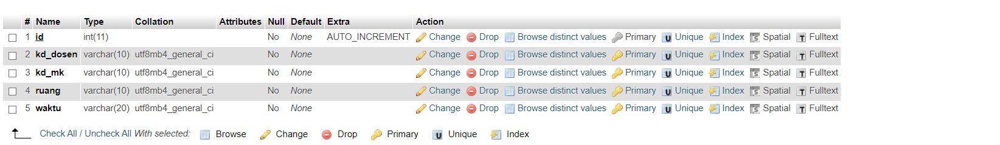 # Name Type Collation Attributes Null Default Extra Action
1 id int(11) No None AUTO_INCREMENT Change Drop Browse distinct values Primary Unique Index Spatial Fulltext
2 kd_dosen varchar(10) utf8mb4_general_ci No None Change Drop Browse distinct values Primary Unique Index Spatial Fulltext
3 kd_mk varchar(10) utf8mb4_general_ci No None Change Drop Browse distinct values Primary Unique Index Spatial Fulltext
4 ruang varchar(10) utf8mb4_general_ci No None Change Drop Browse distinct values Primary Unique Index Spatial Fulltext
5 waktu varchar(20) utf8mb4_general_ci No None Change Drop Browse distinct values Primary Unique Index Spatial Fulltext
Check All / Uncheck All With selected: Browse Change Drop Primary Unique Index